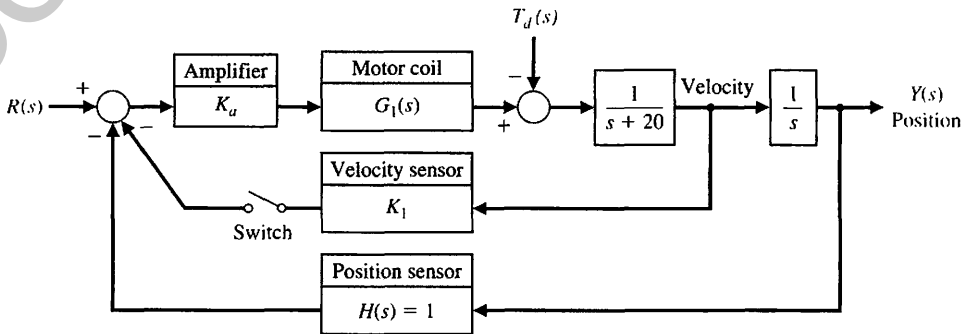 T_d(s)
Amplifier
K_a
Motor coil
G_1(s)
R(s)
+
−
−
−
+
1
s + 20
Velocity
1
s
Y(s)
Position
Velocity sensor
K_1
Switch
Position sensor
H(s) = 1